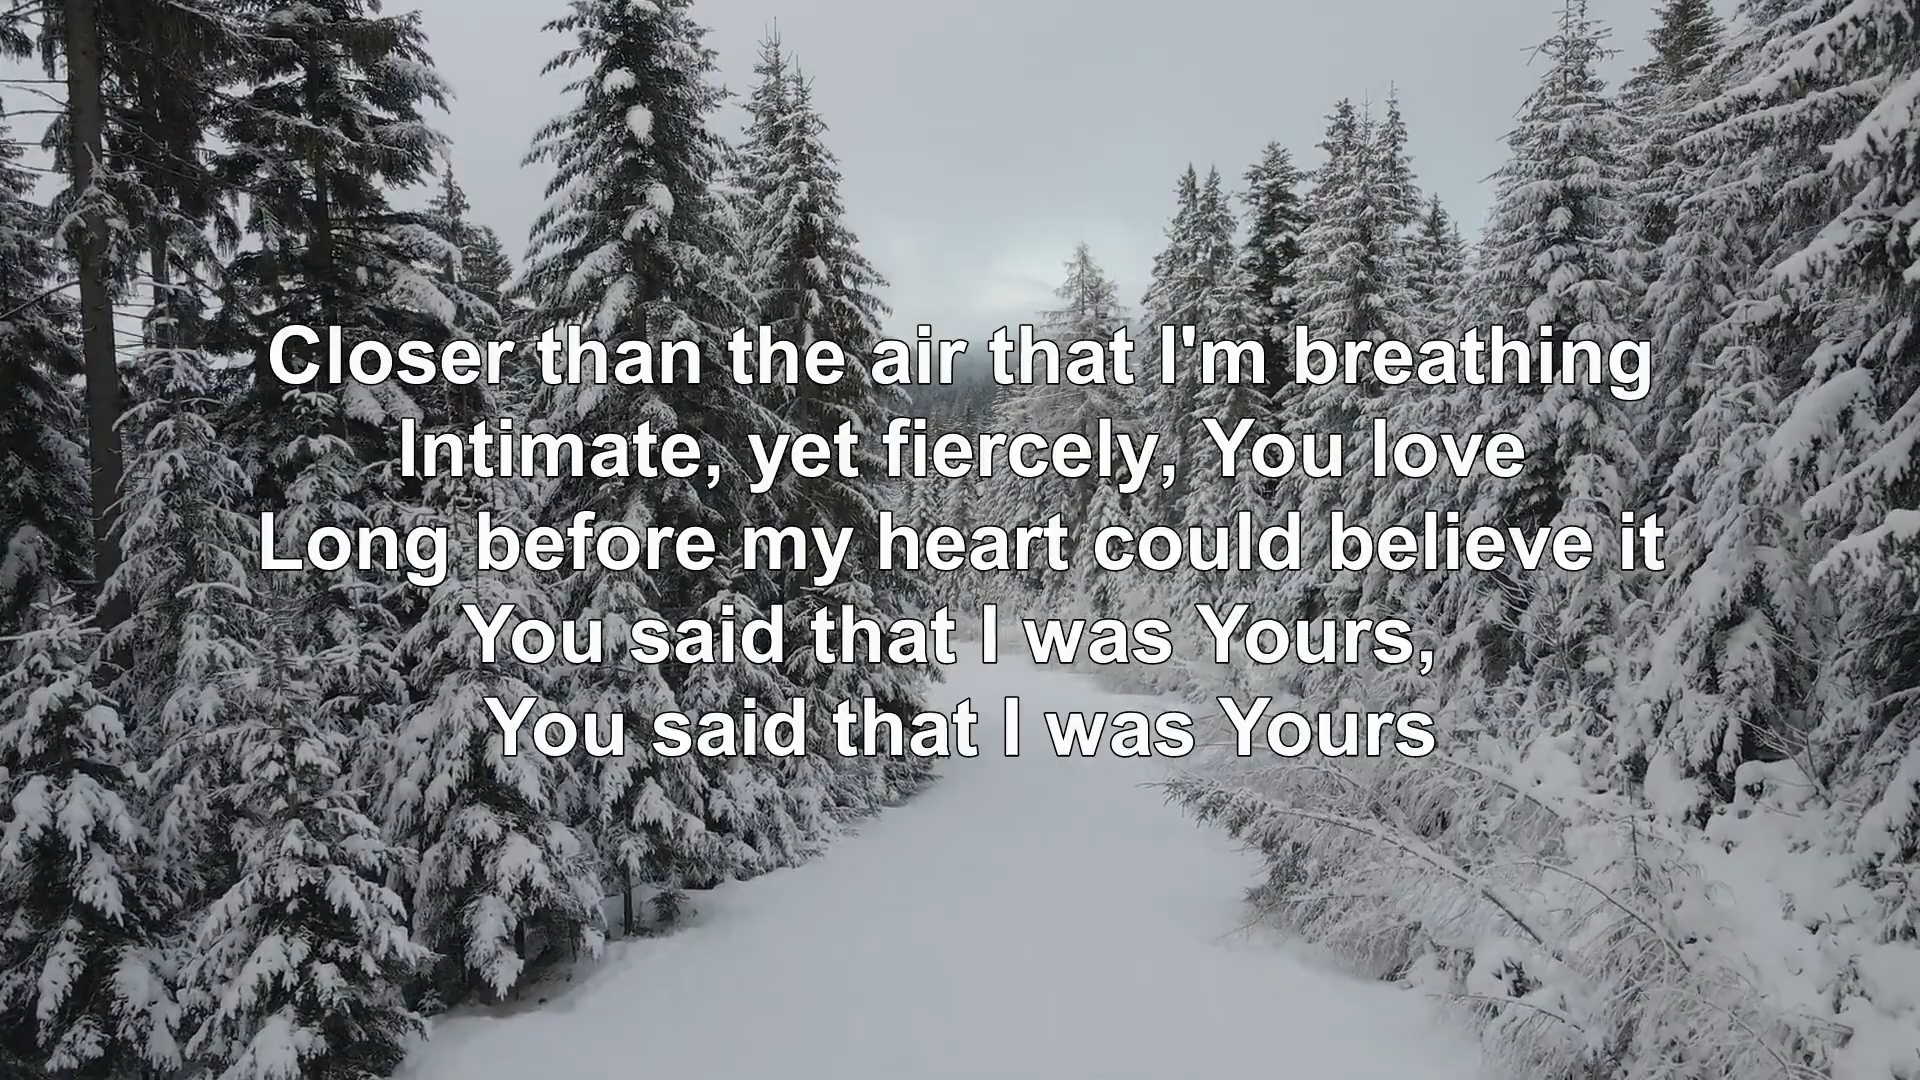 Closer than the air that I'm breathing
Intimate, yet fiercely, You love
Long before my heart could believe it
You said that I was Yours,
You said that I was Yours